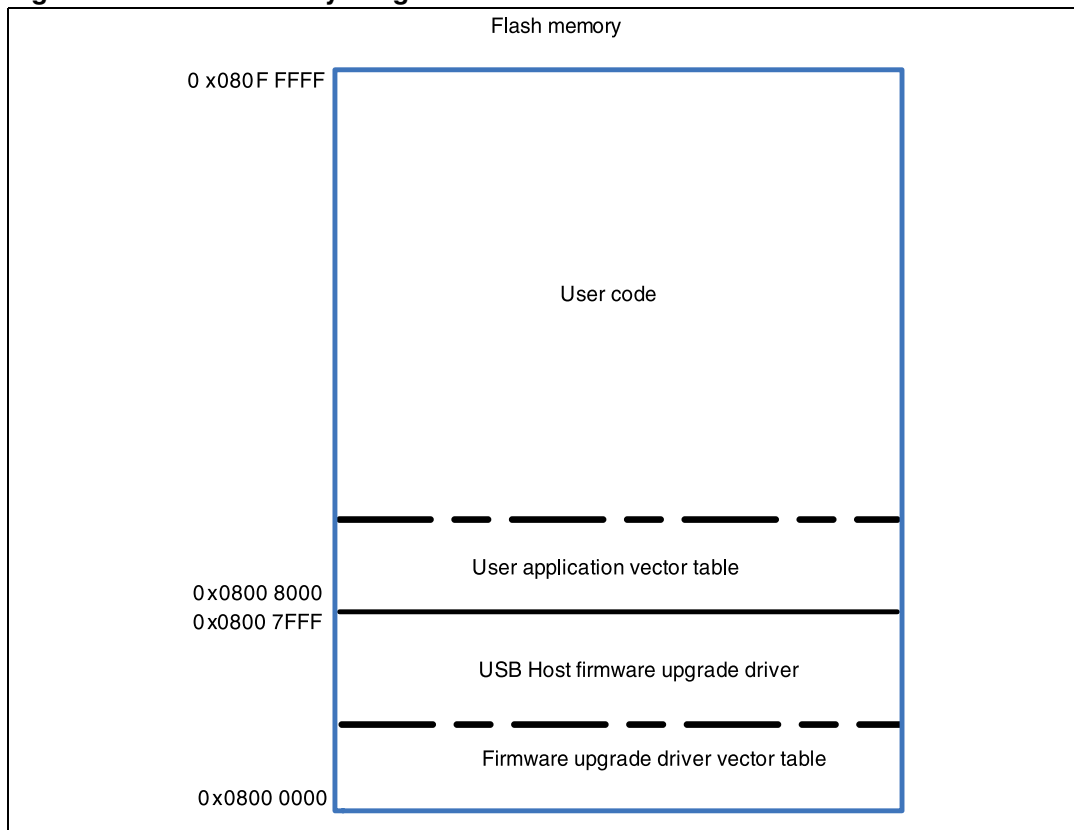 Flash memory
0 x080F FFFF
User code
User application vector table
0x0800 8000
0x0800 7FFF
USB Host firmware upgrade driver
Firmware upgrade driver vector table
0x0800 0000